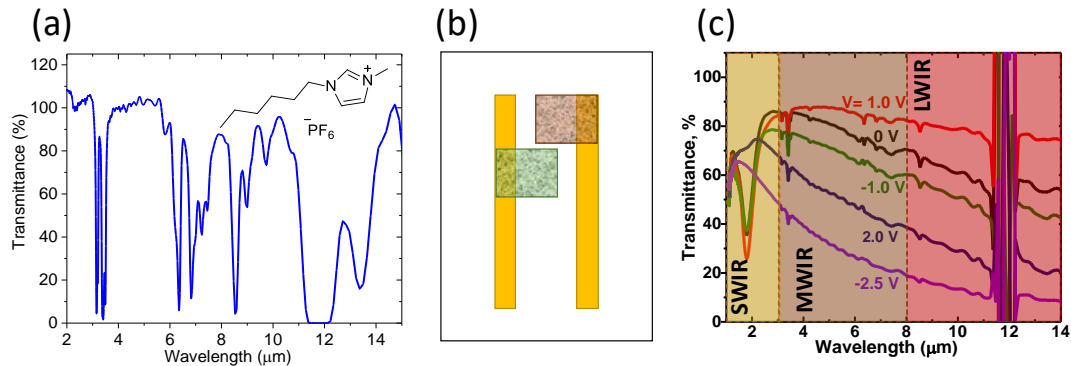 (a)
(b)
(c)
120
100
80
60
40
20
0
Transmittance (%)
2 4 6 8 10 12 14
Wavelength (μm)
N
+
N
−
PF6
100
80
60
40
20
0
Transmittance, %
2 4 6 8 10 12 14
Wavelength (μm)
SWIR
MWIR
LWIR
V= 1.0 V
0 V
-1.0 V
2.0 V
-2.5 V